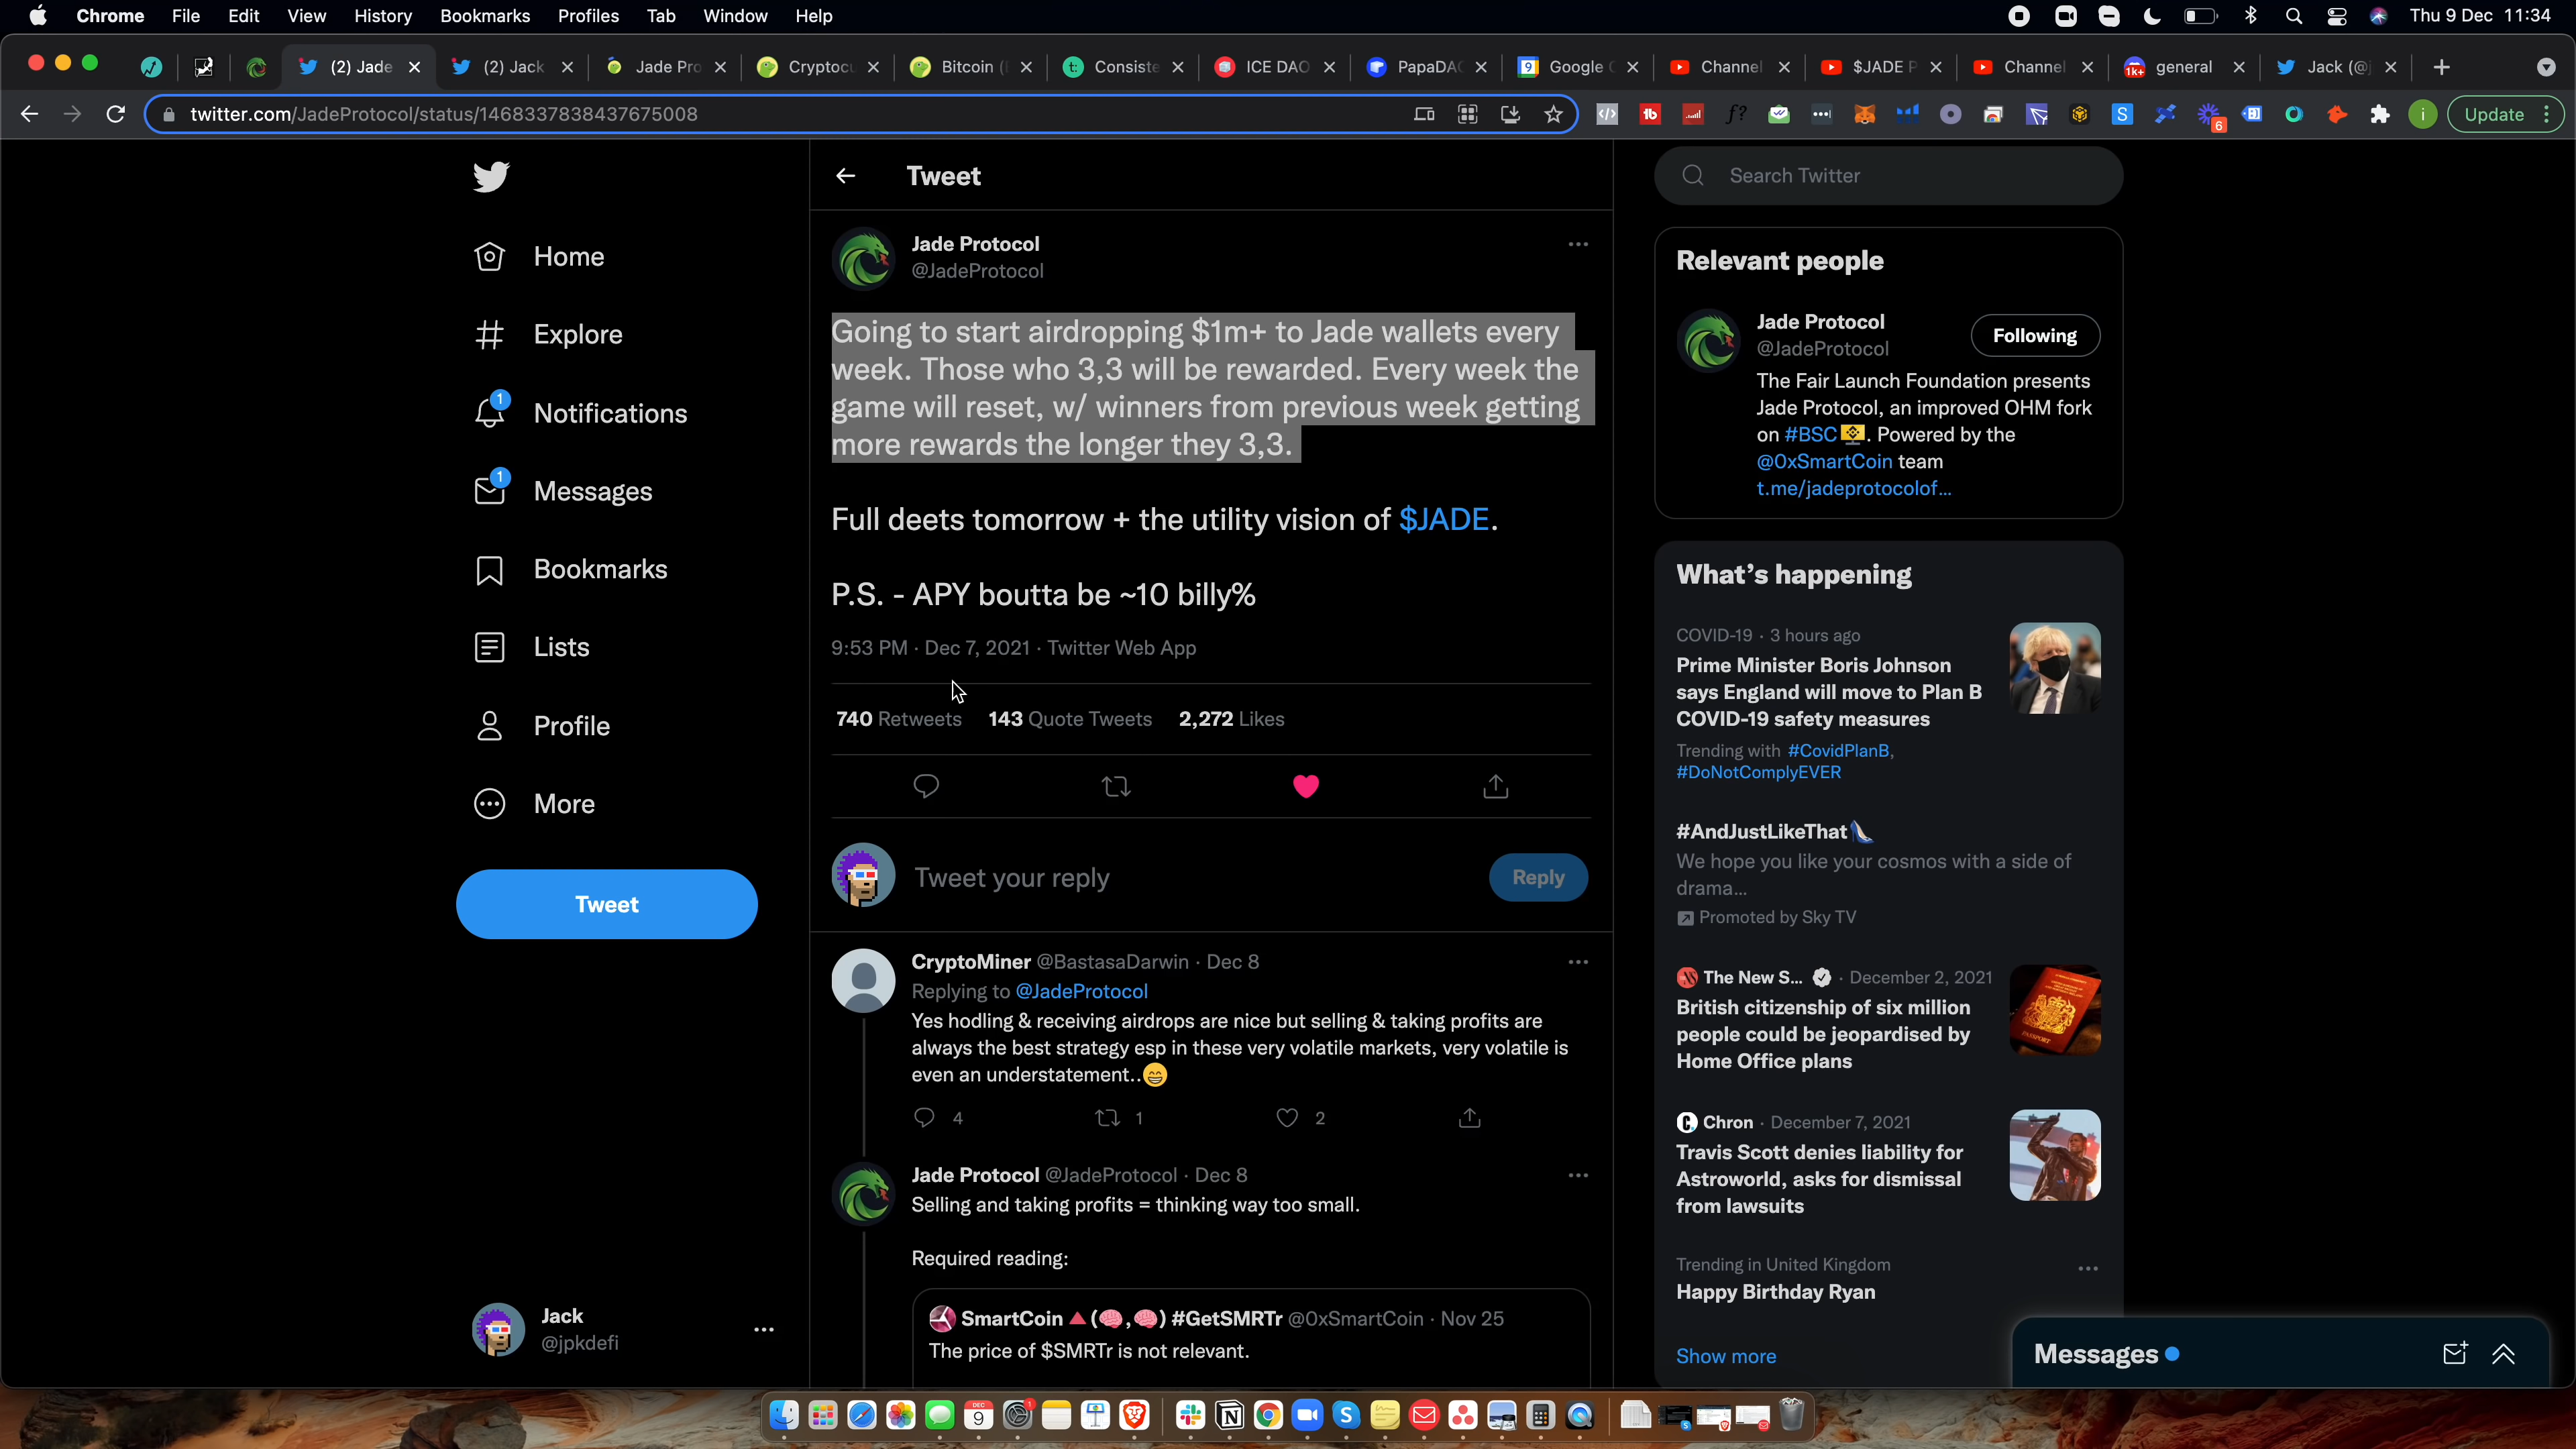 Chrome File Edit View History Bookmarks Profiles Tab Window Help Thu 9 Dec 11:34
(2) Jade (2) Jack Jade Pro Cryptocu Bitcoin ( Consiste ICE DAO PapaDAO Google C Channel $JADE P Channel general Jack (@j
twitter.com/JadeProtocol/status/1468337838437675008
Update
Home
Explore
1
Notifications
1
Messages
Bookmarks
Lists
Profile
More
Tweet
Jack
@jpkdefi
Tweet
Jade Protocol
@JadeProtocol
Going to start airdropping $1m+ to Jade wallets every
week. Those who 3,3 will be rewarded. Every week the
game will reset, w/ winners from previous week getting
more rewards the longer they 3,3.
Full deets tomorrow + the utility vision of $JADE.
P.S. - APY boutta be ~10 billy%
9:53 PM · Dec 7, 2021 · Twitter Web App
740 Retweets 143 Quote Tweets 2,272 Likes
Tweet your reply
Reply
CryptoMiner @BastasaDarwin · Dec 8
Replying to @JadeProtocol
Yes hodling & receiving airdrops are nice but selling & taking profits are
always the best strategy esp in these very volatile markets, very volatile is
even an understatement..😁
4 1 2
Jade Protocol @JadeProtocol · Dec 8
Selling and taking profits = thinking way too small.
Required reading:
SmartCoin 🔺(🧠,🧠) #GetSMRTr @0xSmartCoin · Nov 25
The price of $SMRTr is not relevant.
Search Twitter
Relevant people
Jade Protocol
@JadeProtocol
Following
The Fair Launch Foundation presents
Jade Protocol, an improved OHM fork
on #BSC. Powered by the
@0xSmartCoin team
t.me/jadeprotocolof...
What's happening
COVID-19 · 3 hours ago
Prime Minister Boris Johnson
says England will move to Plan B
COVID-19 safety measures
Trending with #CovidPlanB,
#DoNotComplyEVER
#AndJustLikeThat
We hope you like your cosmos with a side of
drama...
Promoted by Sky TV
The New S... · December 2, 2021
British citizenship of six million
people could be jeopardised by
Home Office plans
Chron · December 7, 2021
Travis Scott denies liability for
Astroworld, asks for dismissal
from lawsuits
Trending in United Kingdom
Happy Birthday Ryan
Show more
Messages